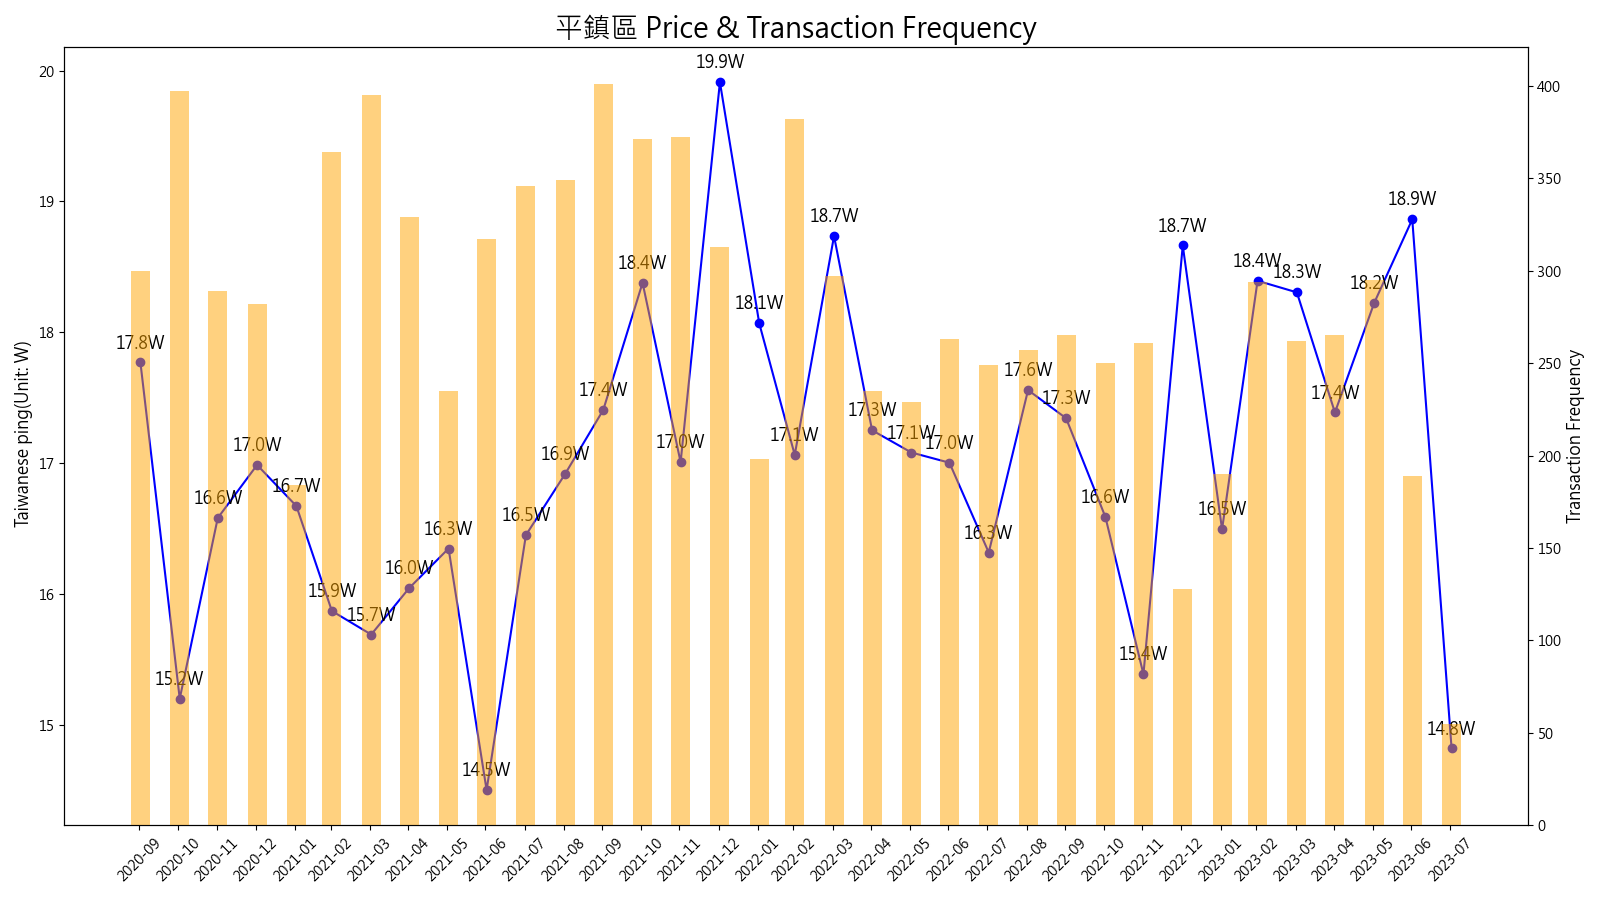 平鎮區 Price & Transaction Frequency
Taiwanese ping(Unit: W)
20
19
18
17
16
15
17.8W
15.2W
16.6W
17.0W
16.7W
15.9W
15.7W
16.0W
16.3W
14.5W
16.5W
16.9W
17.4W
18.4W
17.0W
19.9W
18.1W
17.1W
18.7W
17.3W
17.1W
17.0W
16.3W
17.6W
17.3W
16.6W
15.4W
18.7W
16.5W
18.4W
18.3W
17.4W
18.2W
18.9W
14.8W
400
350
300
250
200
150
100
50
0
Transaction Frequency
2020-09
2020-10
2020-11
2020-12
2021-01
2021-02
2021-03
2021-04
2021-05
2021-06
2021-07
2021-08
2021-09
2021-10
2021-11
2021-12
2022-01
2022-02
2022-03
2022-04
2022-05
2022-06
2022-07
2022-08
2022-09
2022-10
2022-11
2022-12
2023-01
2023-02
2023-03
2023-04
2023-05
2023-06
2023-07